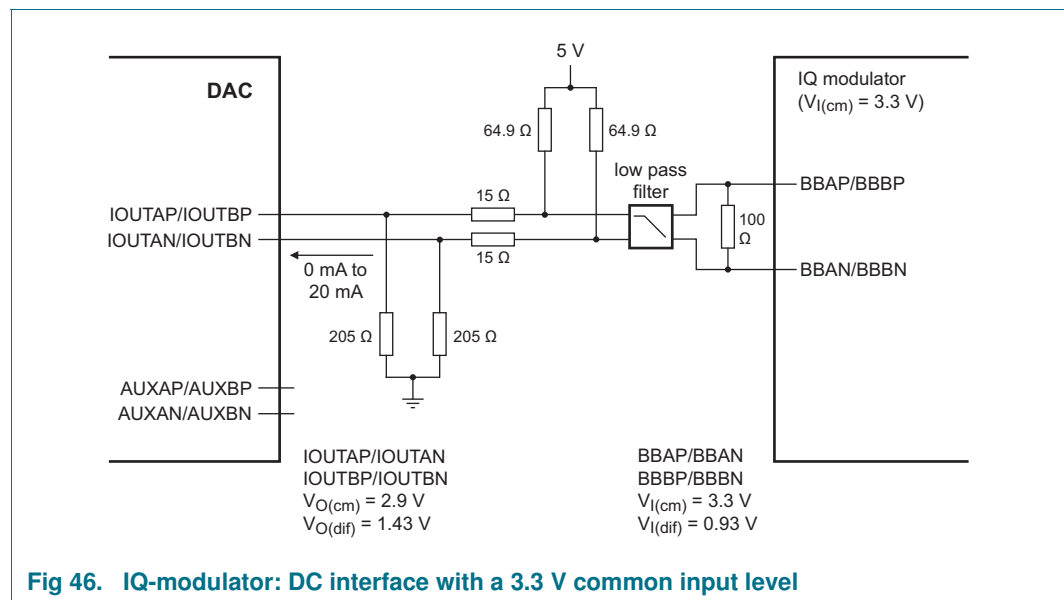 5 V
DAC
IQ modulator
(VI(cm) = 3.3 V)
64.9 Ω
64.9 Ω
low pass
filter
BBAP/BBBP
15 Ω
IOUTAP/IOUTBP
100
Ω
IOUTAN/IOUTBN
15 Ω
BBAN/BBBN
0 mA to
20 mA
205 Ω
205 Ω
AUXAP/AUXBP
AUXAN/AUXBN
IOUTAP/IOUTAN
IOUTBP/IOUTBN
VO(cm) = 2.9 V
VO(dif) = 1.43 V
BBAP/BBAN
BBBP/BBBN
VI(cm) = 3.3 V
VI(dif) = 0.93 V
Fig 46. IQ-modulator: DC interface with a 3.3 V common input level